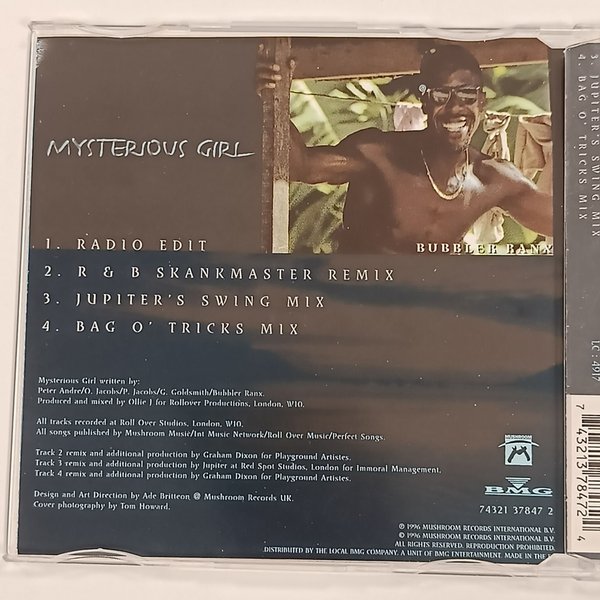 MYSTERIOUS GIRL
BUBBLER RANX
1. RADIO EDIT
2. R & B SKANKMASTER REMIX
3. JUPITER'S SWING MIX
4. BAG O' TRICKS MIX
Mysterious Girl written by:
Peter Andre/O. Jacobs/P. Jacobs/G. Goldsmith/Bubbler Ranx.
Produced and mixed by Ollie J for Rollover Productions, London, W10.
All tracks recorded at Roll Over Studios, London, W10.
All songs published by Mushroom Music/Int Music Network/Roll Over Music/Perfect Songs.
Track 2 remix and additional production by Graham Dixon for Playground Artistes.
Track 3 remix and additional production by Jupiter at Red Spot Studios, London for Immoral Management.
Track 4 remix and additional production by Graham Dixon for Playground Artistes.
Design and Art Direction by Ade Britteon @ Mushroom Records UK.
Cover photography by Tom Howard.
MUSHROOM
BMG
74321 37847 2
℗ 1996 MUSHROOM RECORDS INTERNATIONAL B.V.
© 1996 MUSHROOM RECORDS INTERNATIONAL B.V.
ALL RIGHTS RESERVED. REPRODUCTION PROHIBITED.
DISTRIBUTED BY THE LOCAL BMG COMPANY. A UNIT OF BMG ENTERTAINMENT. MADE IN THE
3. JUPITER'S SWING MIX
4. BAG O' TRICKS MIX
LC : 4917
7 43213 78472 4